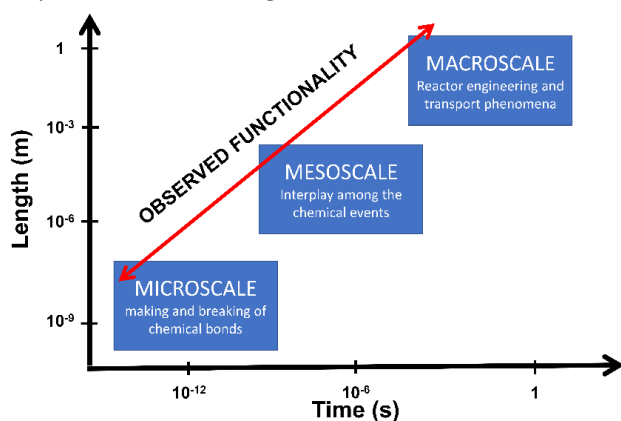 1
10-3
10-6
10-9
Length (m)
OBSERVED FUNCTIONALITY
MACROSCALE
Reactor engineering and
transport phenomena
MESOSCALE
Interplay among the
chemical events
MICROSCALE
making and breaking of
chemical bonds
10-12
10-6
1
Time (s)